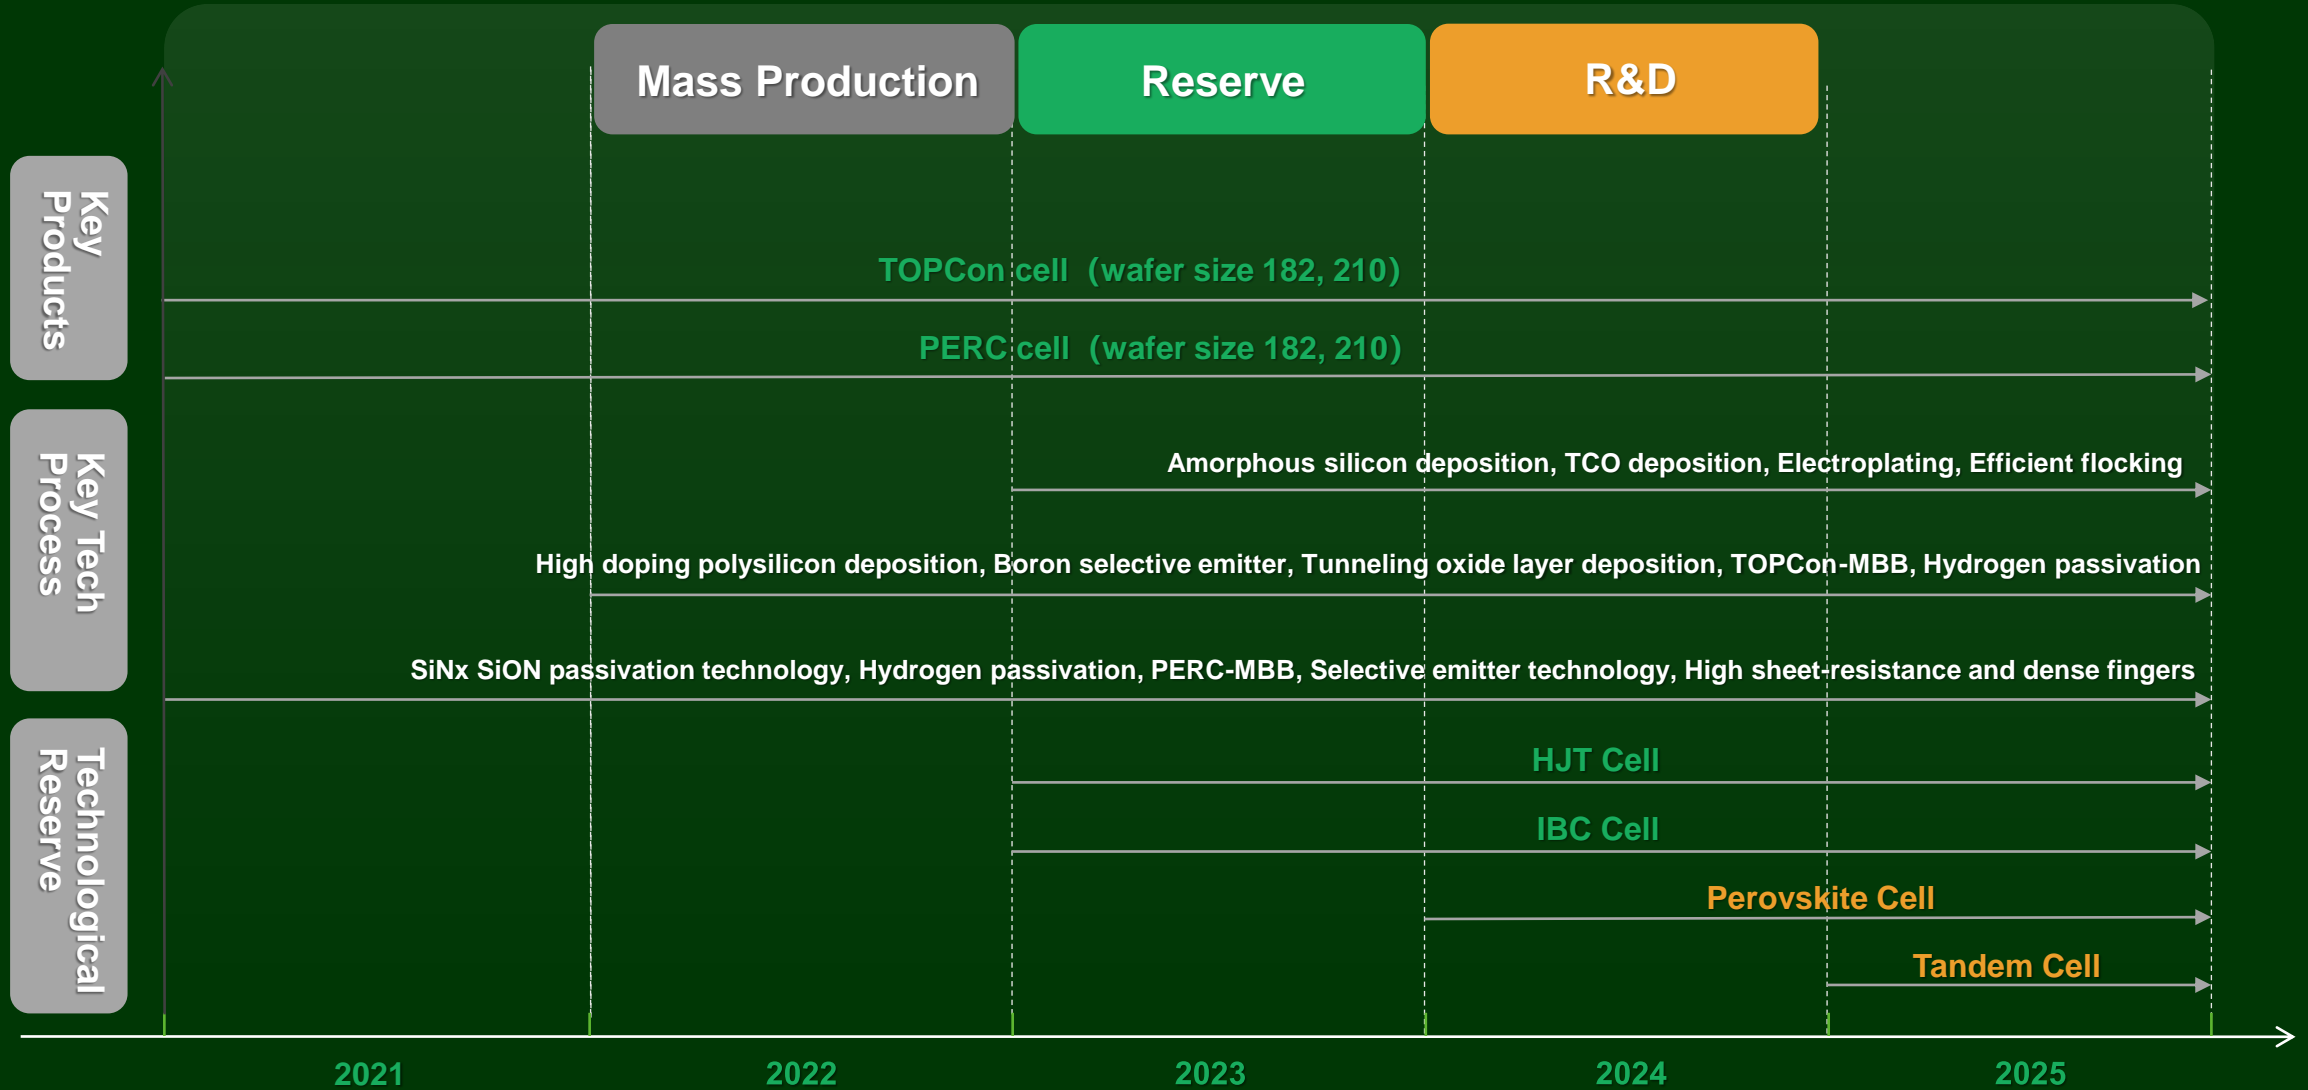 Mass Production
Reserve
R&D
Key
Products
TOPCon cell（wafer size 182, 210）
PERC cell（wafer size 182, 210）
Key Tech
Process
Amorphous silicon deposition, TCO deposition, Electroplating, Efficient flocking
High doping polysilicon deposition, Boron selective emitter, Tunneling oxide layer deposition, TOPCon-MBB, Hydrogen passivation
SiNx SiON passivation technology, Hydrogen passivation, PERC-MBB, Selective emitter technology, High sheet-resistance and dense fingers
Technological
Reserve
HJT Cell
IBC Cell
Perovskite Cell
Tandem Cell
2021
2022
2023
2024
2025